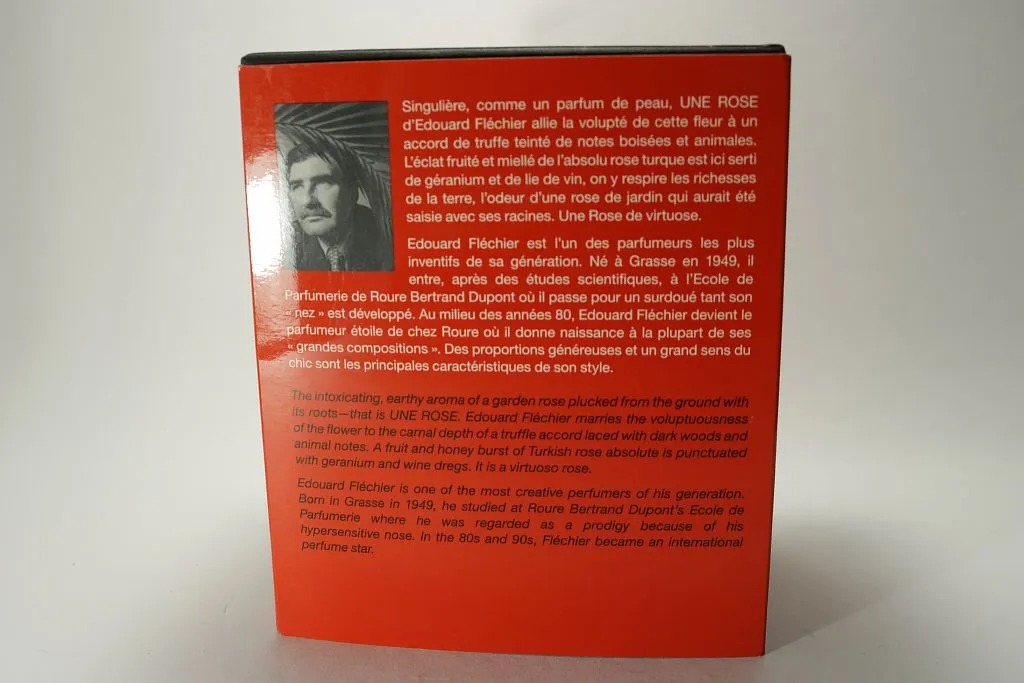 Singulière, comme un parfum de peau, UNE ROSE
d'Edouard Fléchier allie la volupté de cette fleur à un
accord de truffe teinté de notes boisées et animales.
L'éclat fruité et miellé de l'absolu rose turque est ici serti
de géranium et de lie de vin, on y respire les richesses
de la terre, l'odeur d'une rose de jardin qui aurait été
saisie avec ses racines. Une Rose de virtuose.
Edouard Fléchier est l'un des parfumeurs les plus
inventifs de sa génération. Né à Grasse en 1949, il
entre, après des études scientifiques, à l'Ecole de
Parfumerie de Roure Bertrand Dupont où il passe pour un surdoué tant son
« nez » est développé. Au milieu des années 80, Edouard Fléchier devient le
parfumeur étoile de chez Roure où il donne naissance à la plupart de ses
« grandes compositions ». Des proportions généreuses et un grand sens du
chic sont les principales caractéristiques de son style.
The intoxicating, earthy aroma of a garden rose plucked from the ground with
its roots—that is UNE ROSE. Edouard Fléchier marries the voluptuousness
of the flower to the carnal depth of a truffle accord laced with dark woods and
animal notes. A fruit and honey burst of Turkish rose absolute is punctuated
with geranium and wine dregs. It is a virtuoso rose.
Edouard Fléchier is one of the most creative perfumers of his generation.
Born in Grasse in 1949, he studied at Roure Bertrand Dupont's Ecole de
Parfumerie where he was regarded as a prodigy because of his
hypersensitive nose. In the 80s and 90s, Fléchier became an international
perfume star.